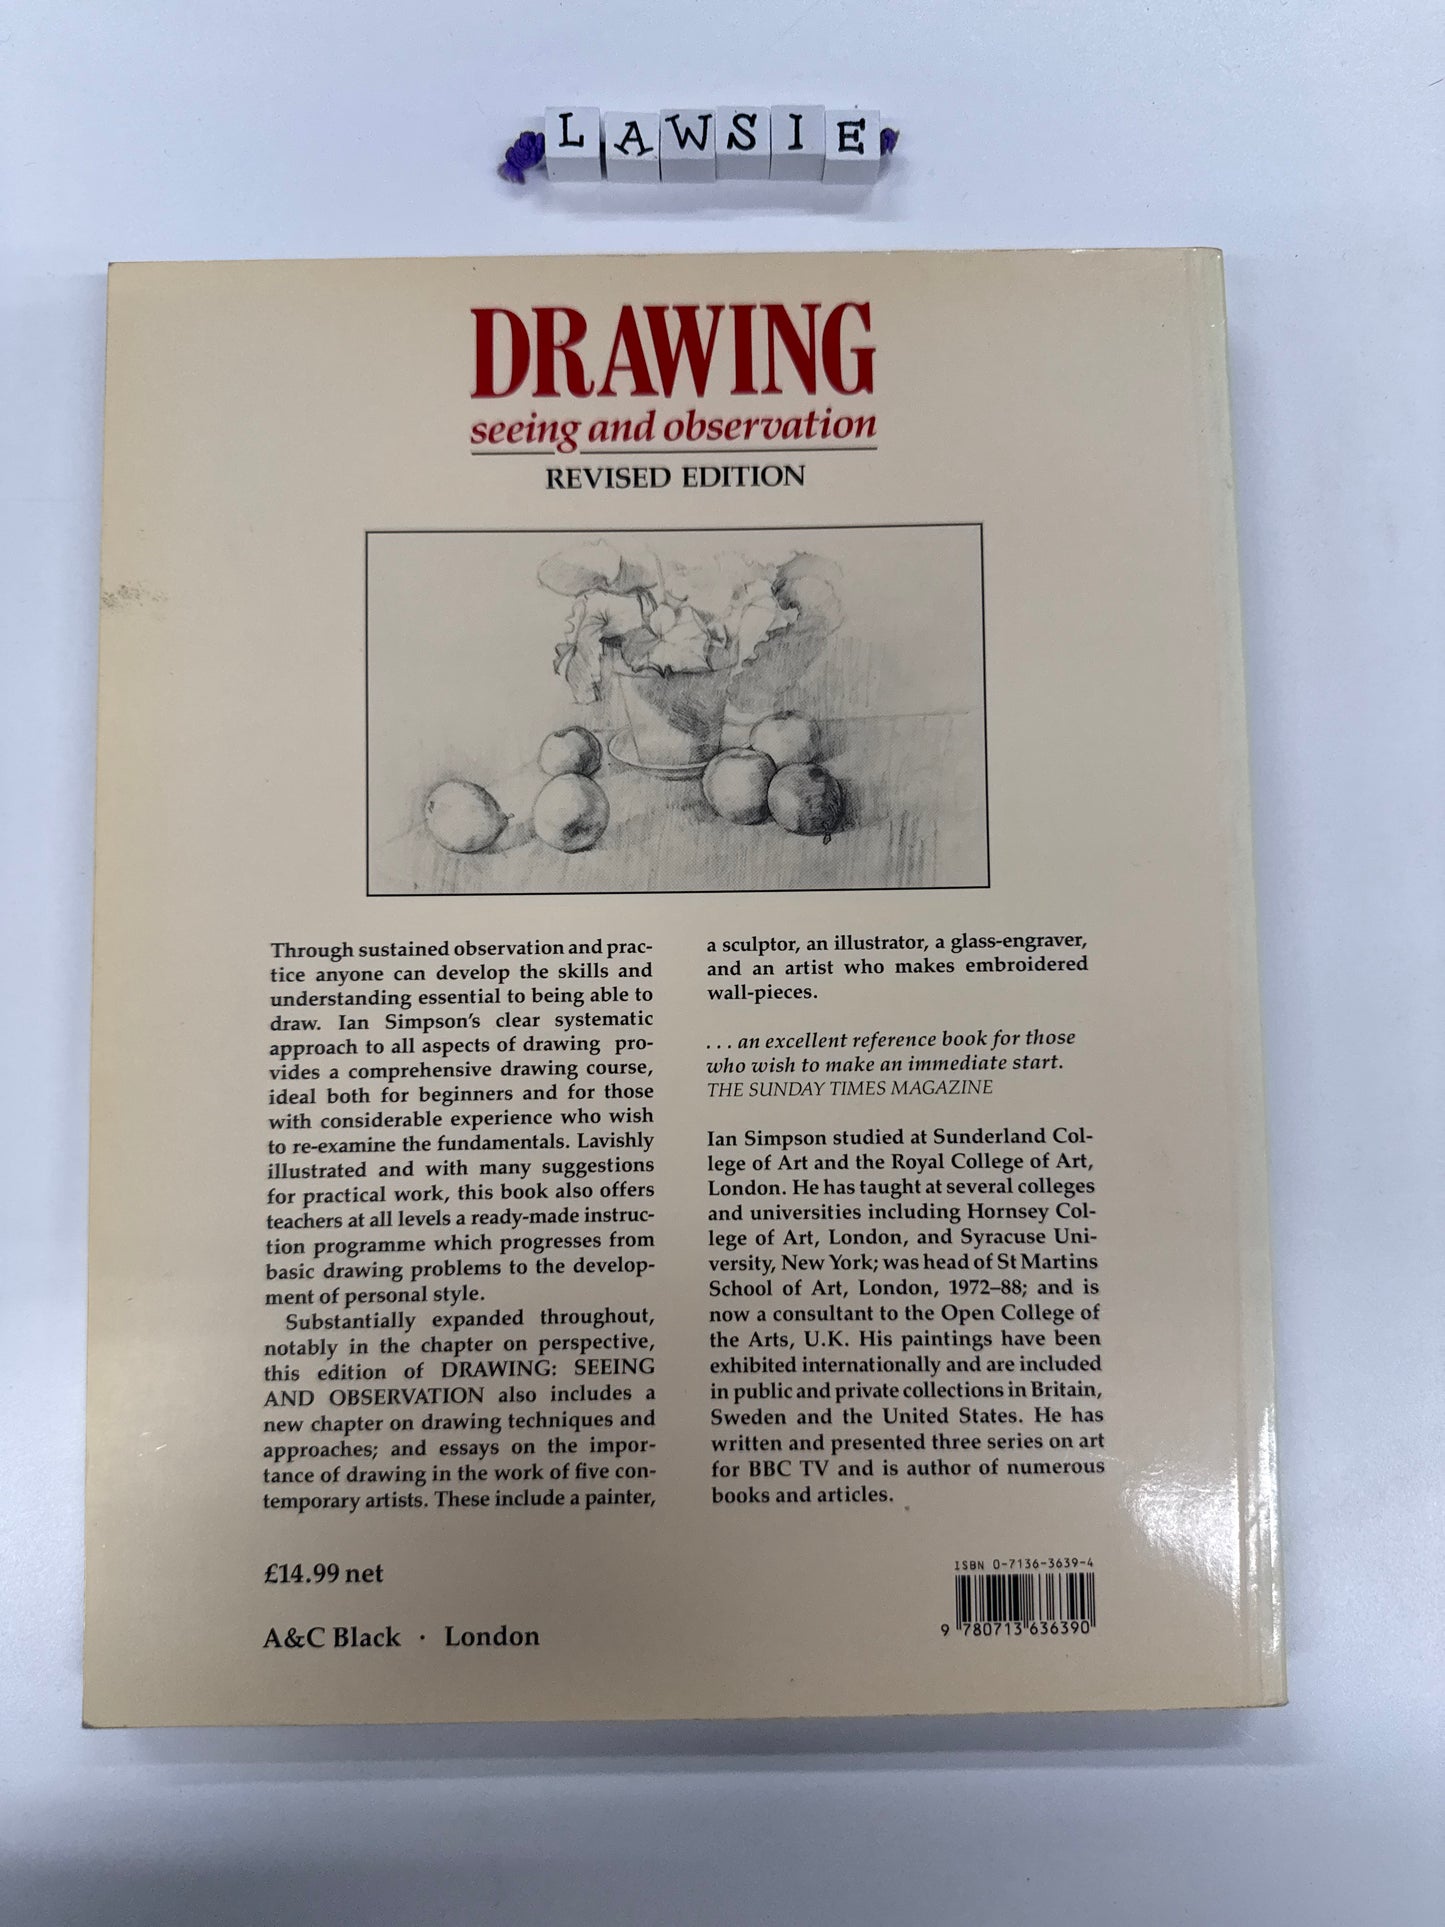 LAWSIE
DRAWING
seeing and observation
REVISED EDITION
Through sustained observation and prac-
tice anyone can develop the skills and
understanding essential to being able to
draw. Ian Simpson's clear systematic
approach to all aspects of drawing pro-
vides a comprehensive drawing course,
ideal both for beginners and for those
with considerable experience who wish
to re-examine the fundamentals. Lavishly
illustrated and with many suggestions
for practical work, this book also offers
teachers at all levels a ready-made instruc-
tion programme which progresses from
basic drawing problems to the develop-
ment of personal style.
Substantially expanded throughout,
notably in the chapter on perspective,
this edition of DRAWING: SEEING
AND OBSERVATION also includes a
new chapter on drawing techniques and
approaches; and essays on the impor-
tance of drawing in the work of five con-
temporary artists. These include a painter,
a sculptor, an illustrator, a glass-engraver,
and an artist who makes embroidered
wall-pieces.
. . . an excellent reference book for those
who wish to make an immediate start.
THE SUNDAY TIMES MAGAZINE
Ian Simpson studied at Sunderland Col-
lege of Art and the Royal College of Art,
London. He has taught at several colleges
and universities including Hornsey Col-
lege of Art, London, and Syracuse Uni-
versity, New York; was head of St Martins
School of Art, London, 1972–88; and is
now a consultant to the Open College of
the Arts, U.K. His paintings have been
exhibited internationally and are included
in public and private collections in Britain,
Sweden and the United States. He has
written and presented three series on art
for BBC TV and is author of numerous
books and articles.
£14.99 net
A&C Black · London
ISBN 0-7136-3639-4
9 780713 636390